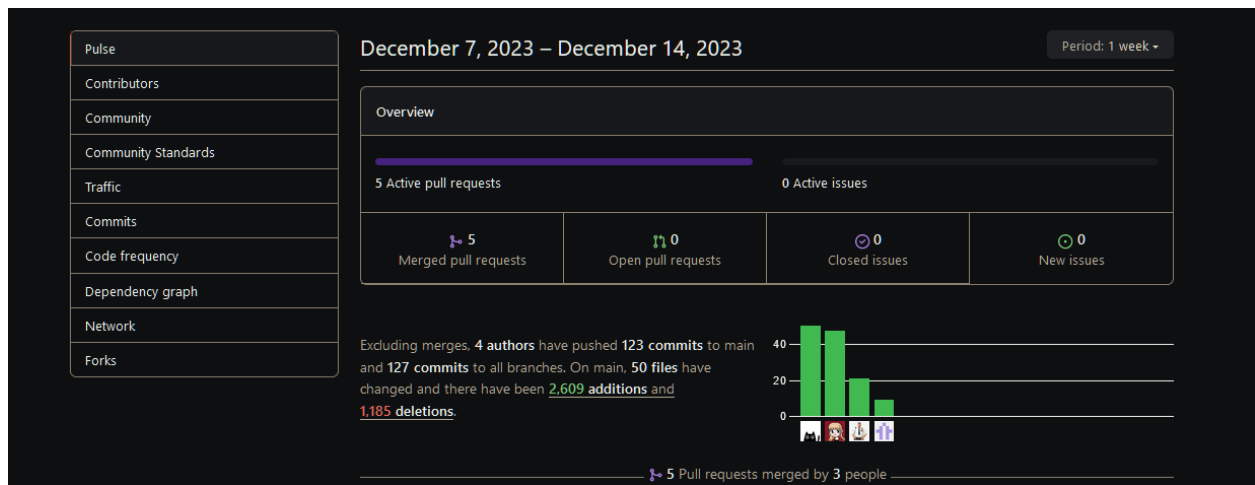 Pulse
Contributors
Community
Community Standards
Traffic
Commits
Code frequency
Dependency graph
Network
Forks
December 7, 2023 – December 14, 2023
Period: 1 week
Overview
5 Active pull requests
0 Active issues
5
Merged pull requests
0
Open pull requests
0
Closed issues
0
New issues
Excluding merges, 4 authors have pushed 123 commits to main
and 127 commits to all branches. On main, 50 files have
changed and there have been 2,609 additions and
1,185 deletions.
40
20
0
5 Pull requests merged by 3 people